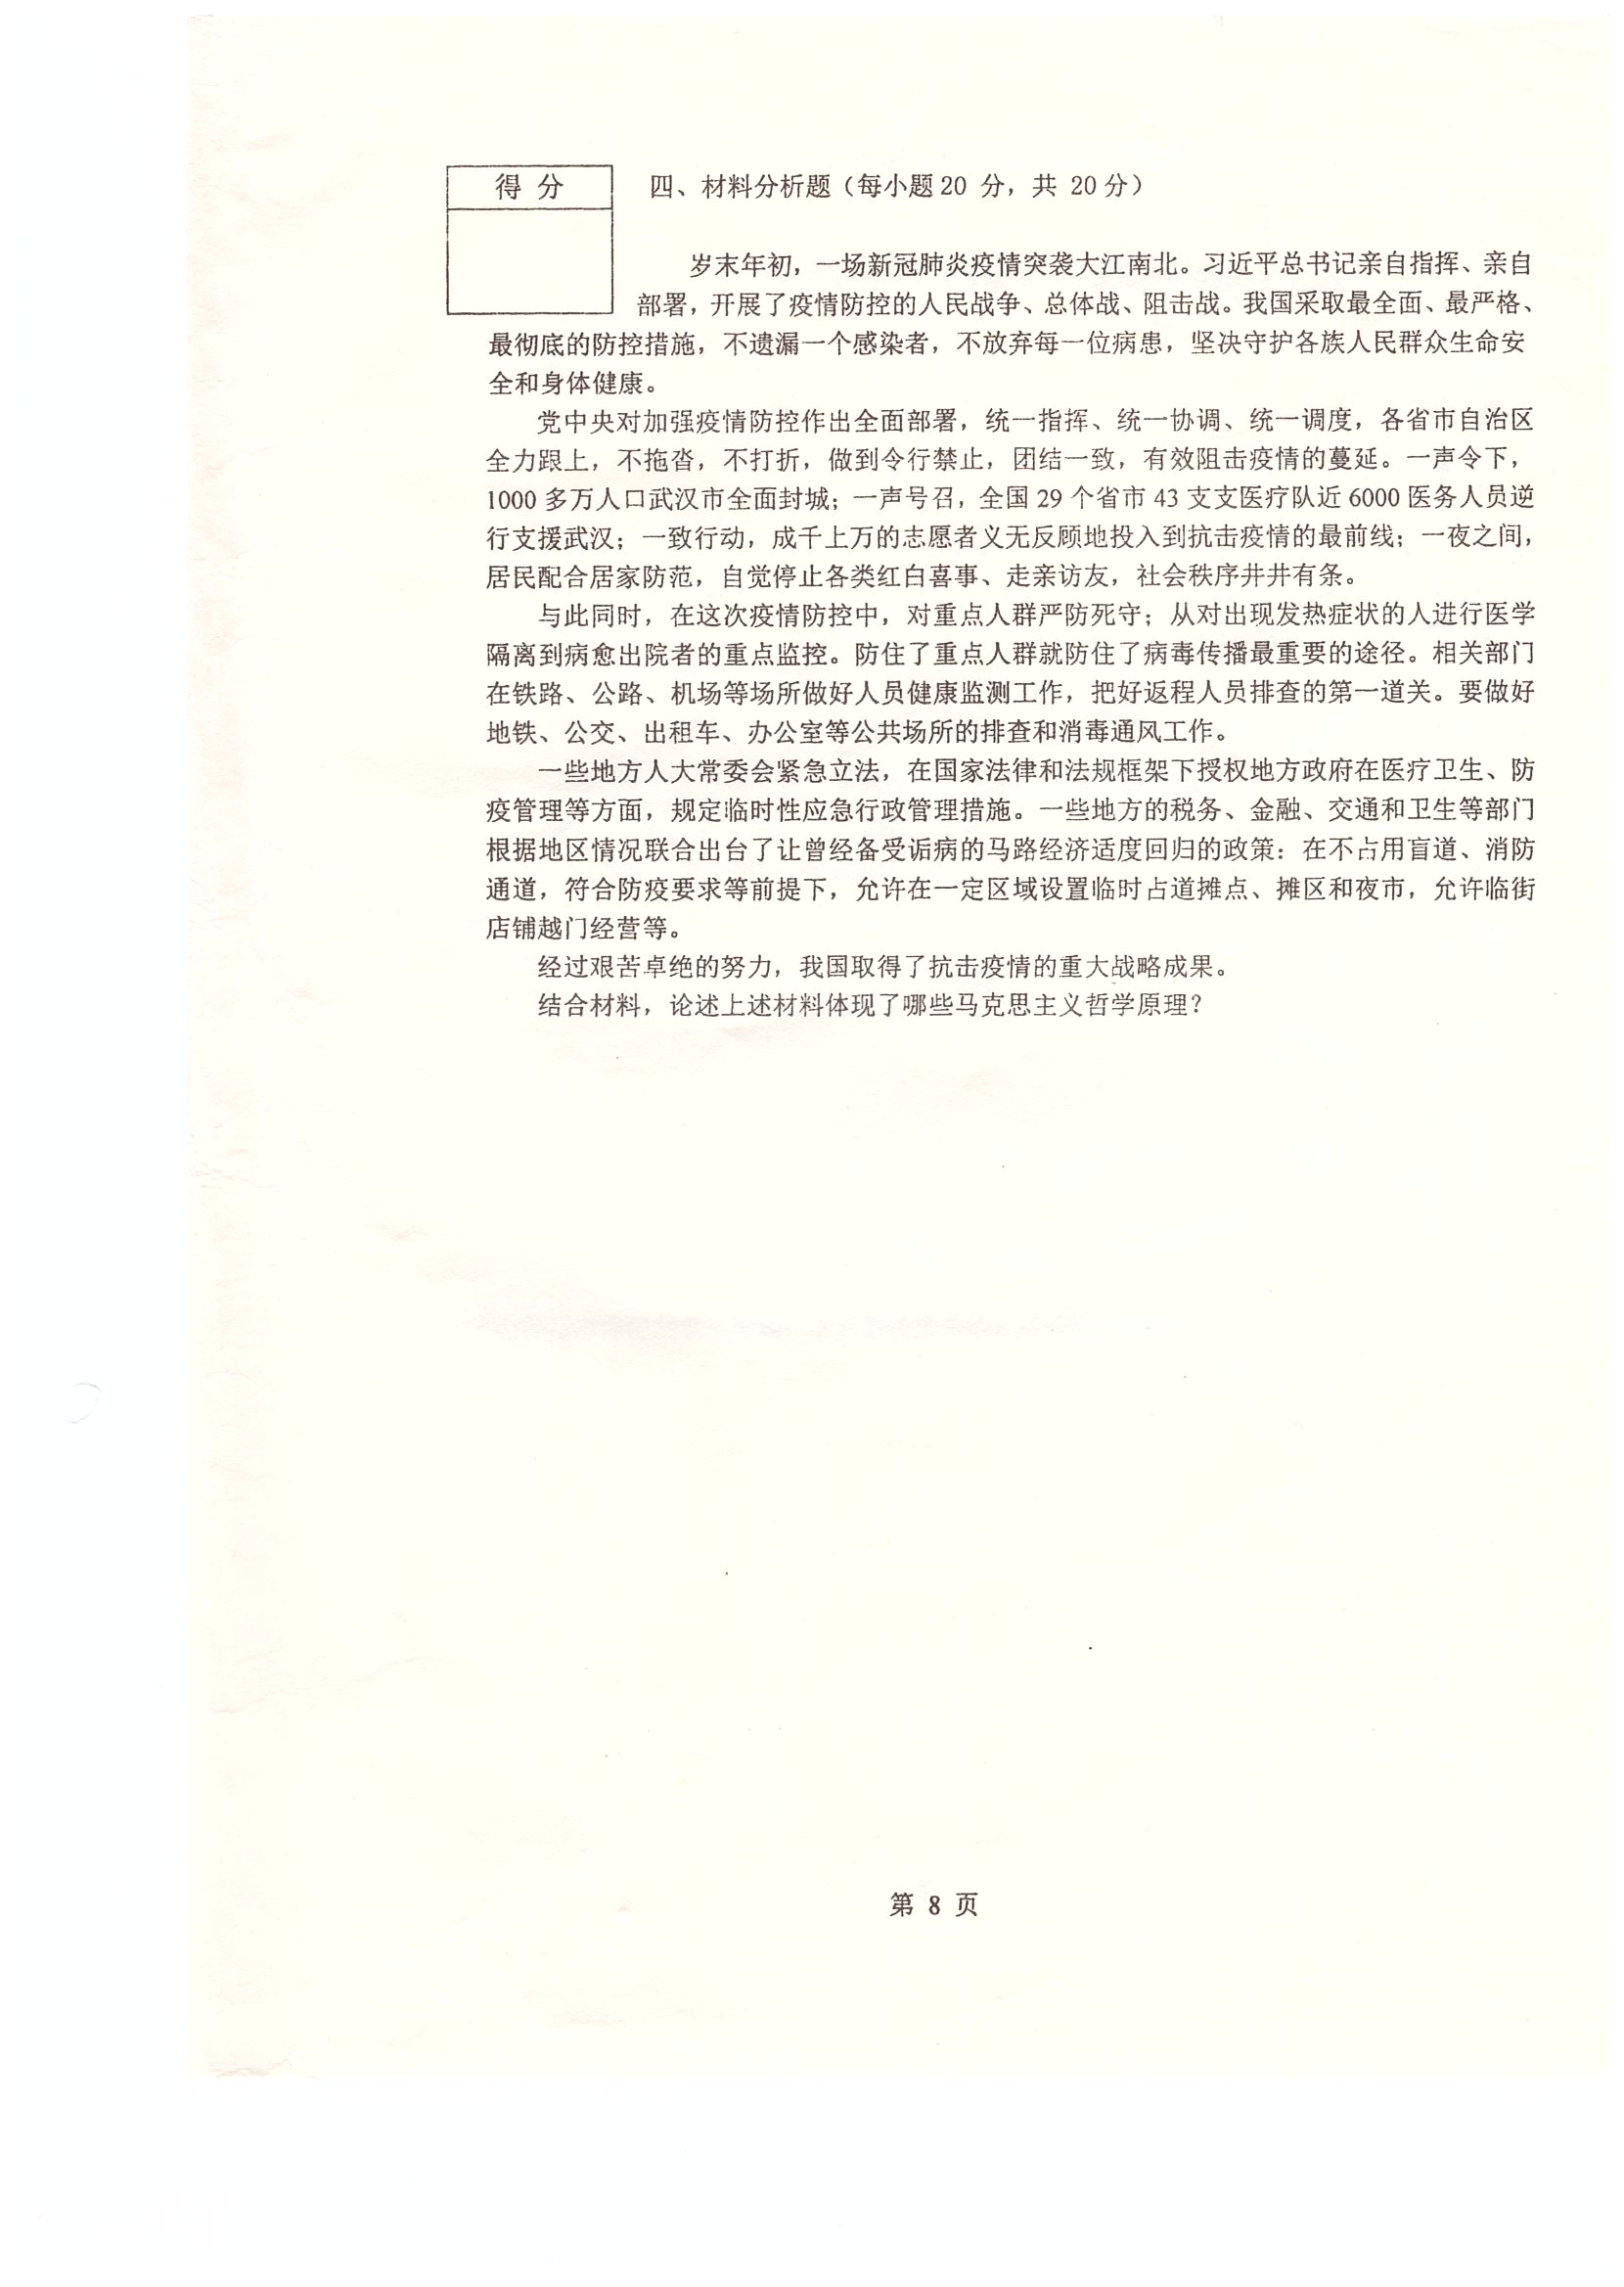 得 分
四、材料分析题（每小题20 分，共 20分）
岁末年初，一场新冠肺炎疫情突袭大江南北。习近平总书记亲自指挥、亲自
部署，开展了疫情防控的人民战争、总体战、阻击战。我国采取最全面、最严格、
最彻底的防控措施，不遗漏一个感染者，不放弃每一位病患，坚决守护各族人民群众生命安
全和身体健康。
党中央对加强疫情防控作出全面部署，统一指挥、统一协调、统一调度，各省市自治区
全力跟上，不拖沓，不打折，做到令行禁止，团结一致，有效阻击疫情的蔓延。一声令下，
1000 多万人口武汉市全面封城；一声号召，全国 29 个省市 43 支支医疗队近 6000 医务人员逆
行支援武汉；一致行动，成千上万的志愿者义无反顾地投入到抗击疫情的最前线；一夜之间，
居民配合居家防范，自觉停止各类红白喜事、走亲访友，社会秩序井井有条。
与此同时，在这次疫情防控中，对重点人群严防死守；从对出现发热症状的人进行医学
隔离到病愈出院者的重点监控。防住了重点人群就防住了病毒传播最重要的途径。相关部门
在铁路、公路、机场等场所做好人员健康监测工作，把好返程人员排查的第一道关。要做好
地铁、公交、出租车、办公室等公共场所的排查和消毒通风工作。
一些地方人大常委会紧急立法，在国家法律和法规框架下授权地方政府在医疗卫生、防
疫管理等方面，规定临时性应急行政管理措施。一些地方的税务、金融、交通和卫生等部门
根据地区情况联合出台了让曾经备受诟病的马路经济适度回归的政策：在不占用盲道、消防
通道，符合防疫要求等前提下，允许在一定区域设置临时占道摊点、摊区和夜市，允许临街
店铺越门经营等。
经过艰苦卓绝的努力，我国取得了抗击疫情的重大战略成果。
结合材料，论述上述材料体现了哪些马克思主义哲学原理？
第 8 页